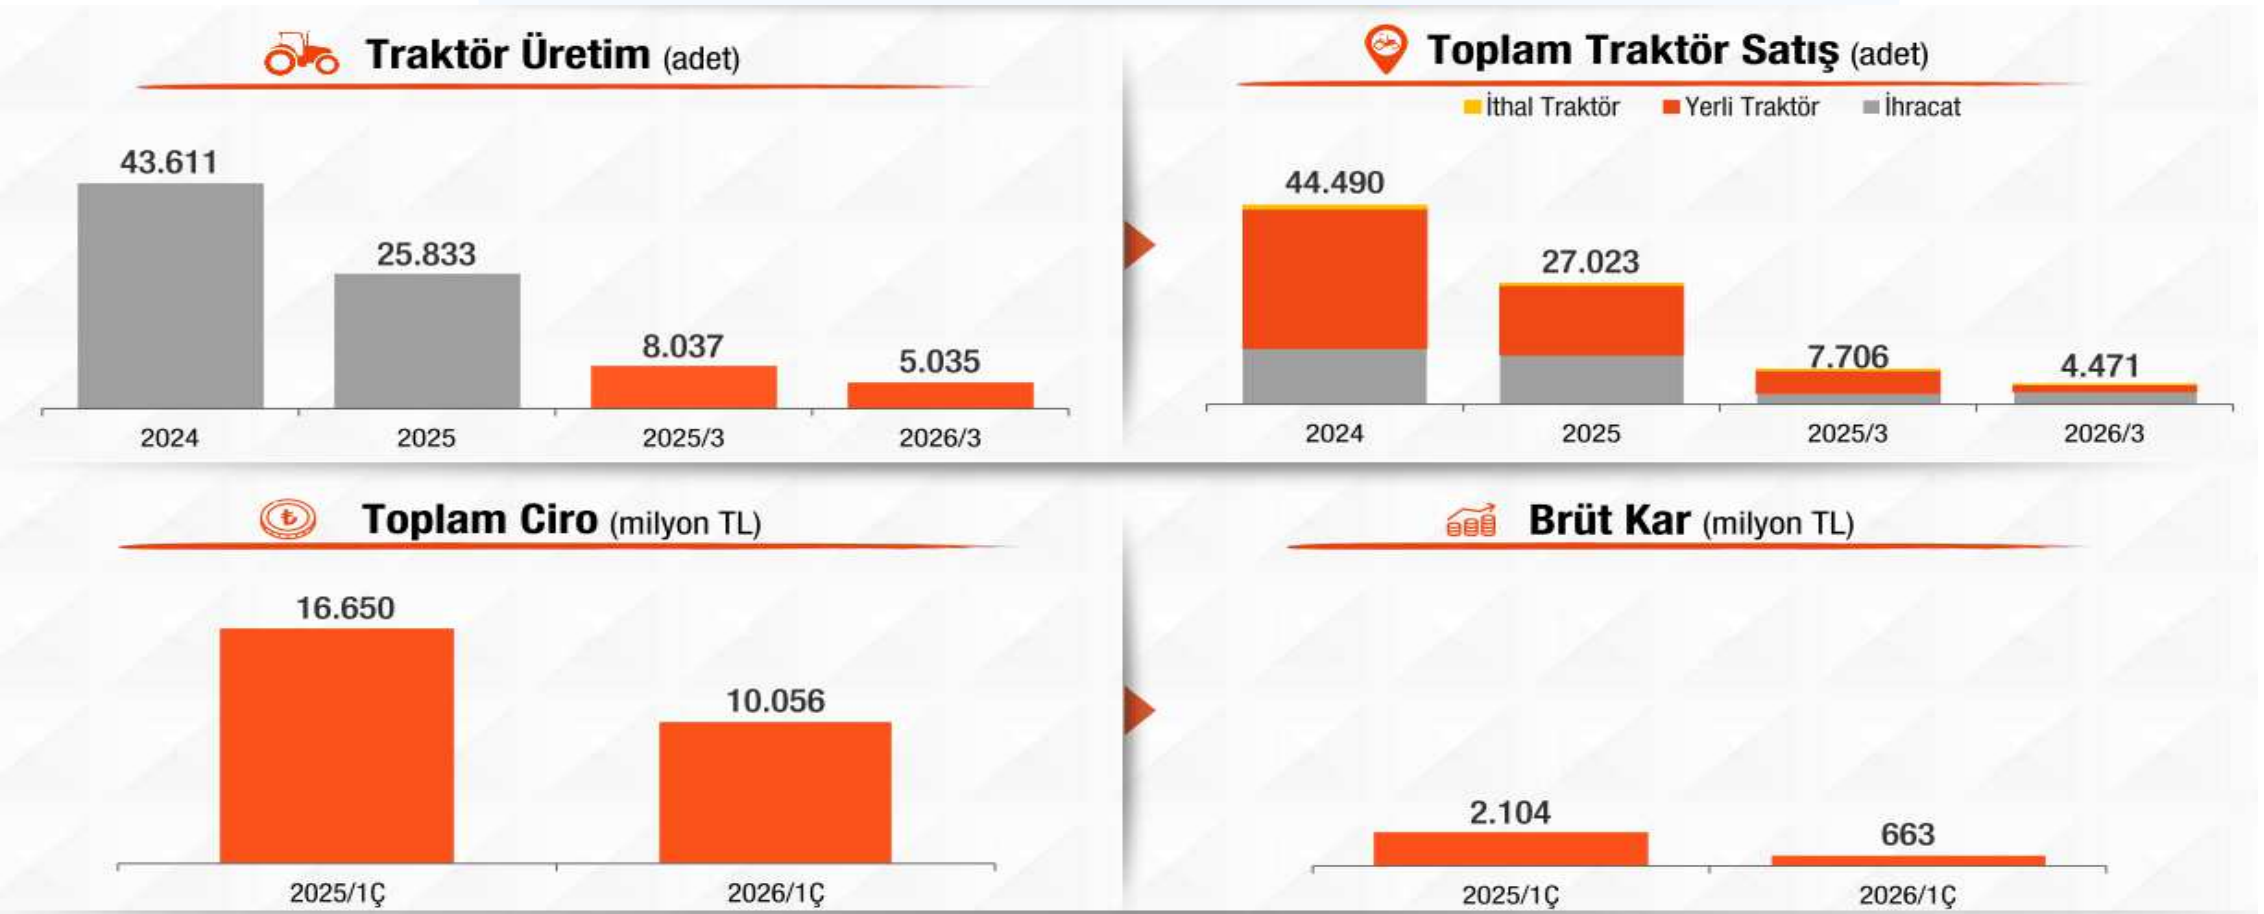 Traktör Üretim (adet)
43.611
25.833
8.037
5.035
2024
2025
2025/3
2026/3
Toplam Traktör Satış (adet)
İthal Traktör
Yerli Traktör
İhracat
44.490
27.023
7.706
4.471
2024
2025
2025/3
2026/3
Toplam Ciro (milyon TL)
16.650
10.056
2025/1Ç
2026/1Ç
Brüt Kar (milyon TL)
2.104
663
2025/1Ç
2026/1Ç